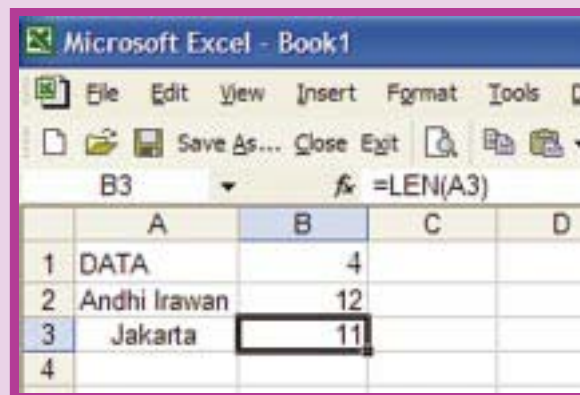 Microsoft Excel - Book1
File Edit View Insert Format Tools
Save As... Close Exit
B3 fx =LEN(A3)
A B C D
1 DATA 4
2 Andhi Irawan 12
3 Jakarta 11
4